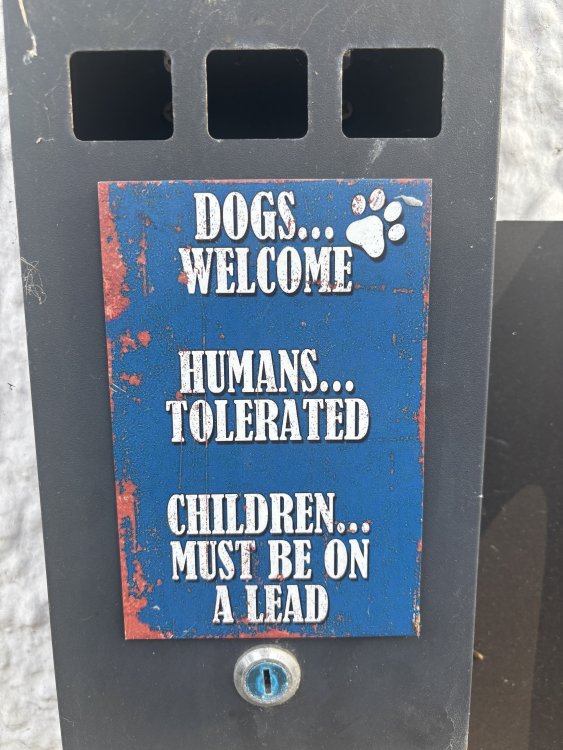 DOGS...
WELCOME
HUMANS...
TOLERATED
CHILDREN...
MUST BE ON
A LEAD